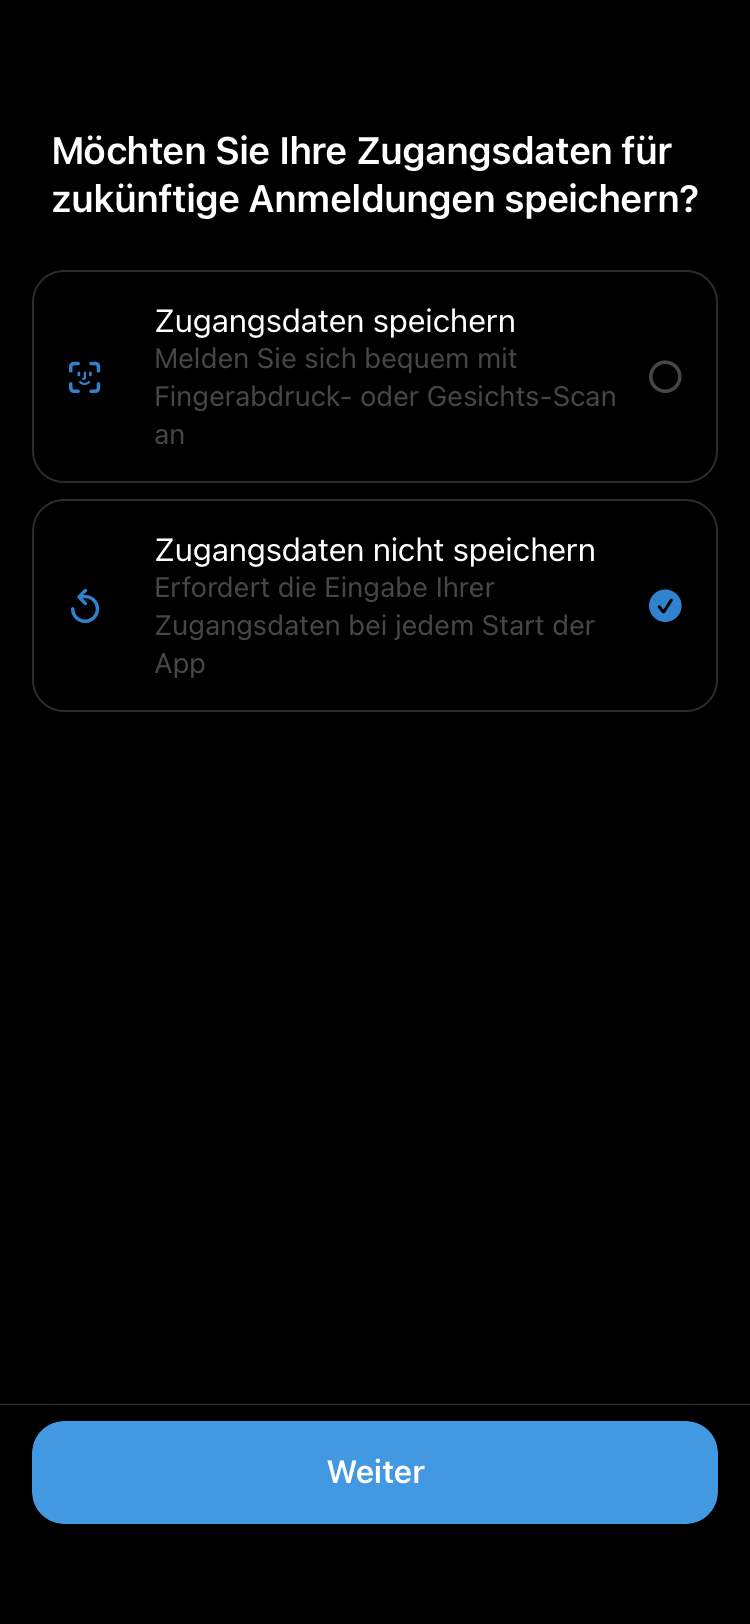 Möchten Sie Ihre Zugangsdaten für
zukünftige Anmeldungen speichern?
Zugangsdaten speichern
Melden Sie sich bequem mit
Fingerabdruck- oder Gesichts-Scan
an
Zugangsdaten nicht speichern
Erfordert die Eingabe Ihrer
Zugangsdaten bei jedem Start der
App
Weiter